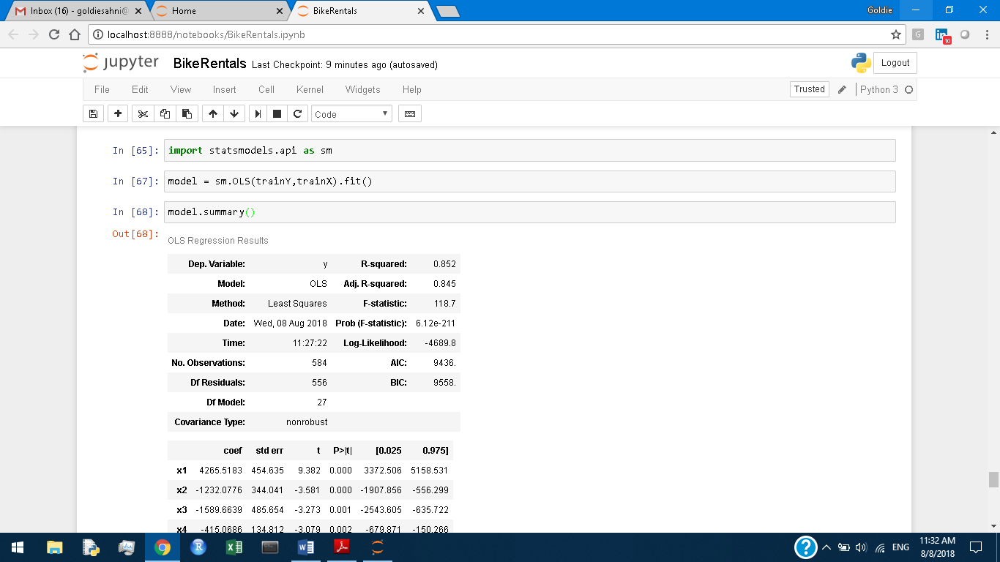 Inbox (16) - goldiesahni@ Home BikeRentals Goldie
localhost:8888/notebooks/BikeRentals.ipynb G in 10
jupyter BikeRentals Last Checkpoint: 9 minutes ago (autosaved) Logout
File Edit View Insert Cell Kernel Widgets Help Trusted Python 3
Code
In [65]: import statsmodels.api as sm
In [67]: model = sm.OLS(trainY,trainX).fit()
In [68]: model.summary()
Out[68]:
OLS Regression Results
Dep. Variable: y R-squared: 0.852
Model: OLS Adj. R-squared: 0.845
Method: Least Squares F-statistic: 118.7
Date: Wed, 08 Aug 2018 Prob (F-statistic): 6.12e-211
Time: 11:27:22 Log-Likelihood: -4689.8
No. Observations: 584 AIC: 9436.
Df Residuals: 556 BIC: 9558.
Df Model: 27
Covariance Type: nonrobust
coef std err t P>|t| [0.025 0.975]
x1 4265.5183 454.635 9.382 0.000 3372.506 5158.531
x2 -1232.0776 344.041 -3.581 0.000 -1907.856 -556.299
x3 -1589.6639 485.654 -3.273 0.001 -2543.605 -635.722
x4 -415.0686 134.812 -3.079 0.002 -679.871 -150.266
R ? ENG 11:32 AM
8/8/2018